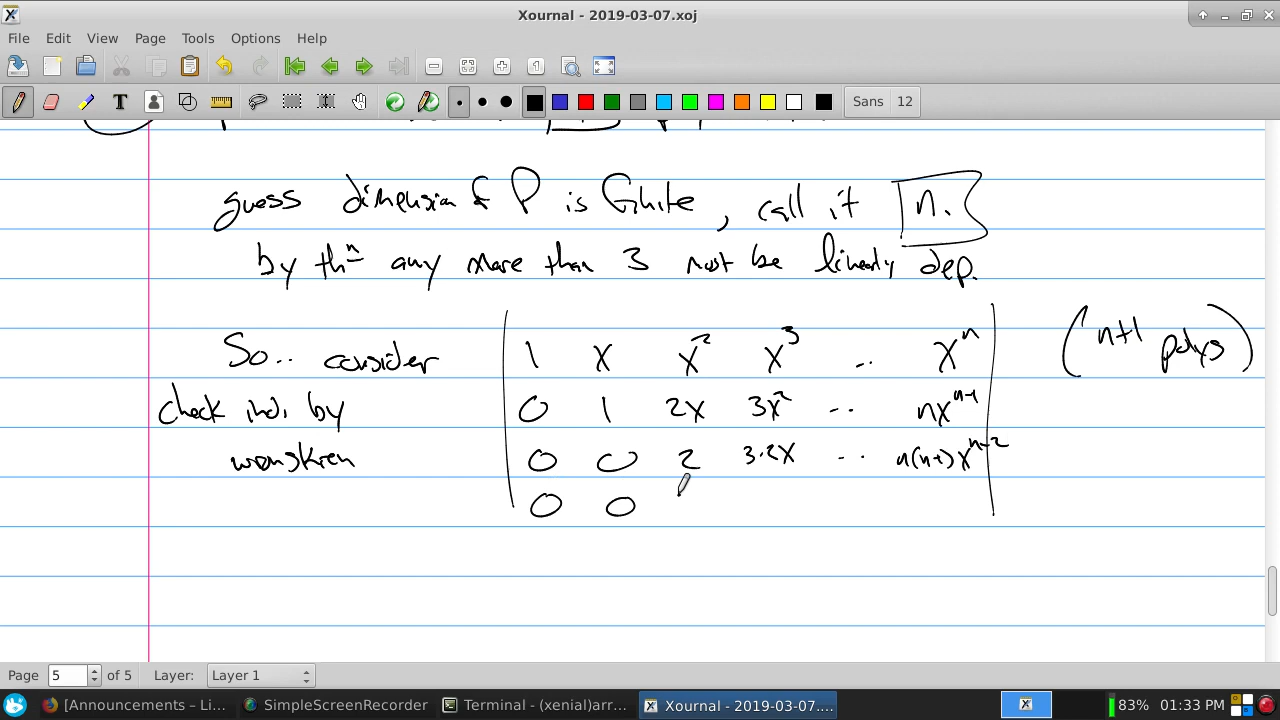 Xournal - 2019-03-07.xoj
File Edit View Page Tools Options Help
Sans 12
guess dimension of P is finite, call it n.
by thn any more than 3 must be linearly dep.
So.. consider 1 x x² x³ .. xⁿ (n+1 polys)
check ind. by 0 1 2x 3x² .. nxⁿ⁻¹
wronskien 0 0 2 3·2x .. n(n-1)xⁿ⁻²
0 0
Page 5 of 5 Layer: Layer 1
[Announcements – Li... SimpleScreenRecorder Terminal - (xenial)arr... Xournal - 2019-03-07.... 83% 01:33 PM